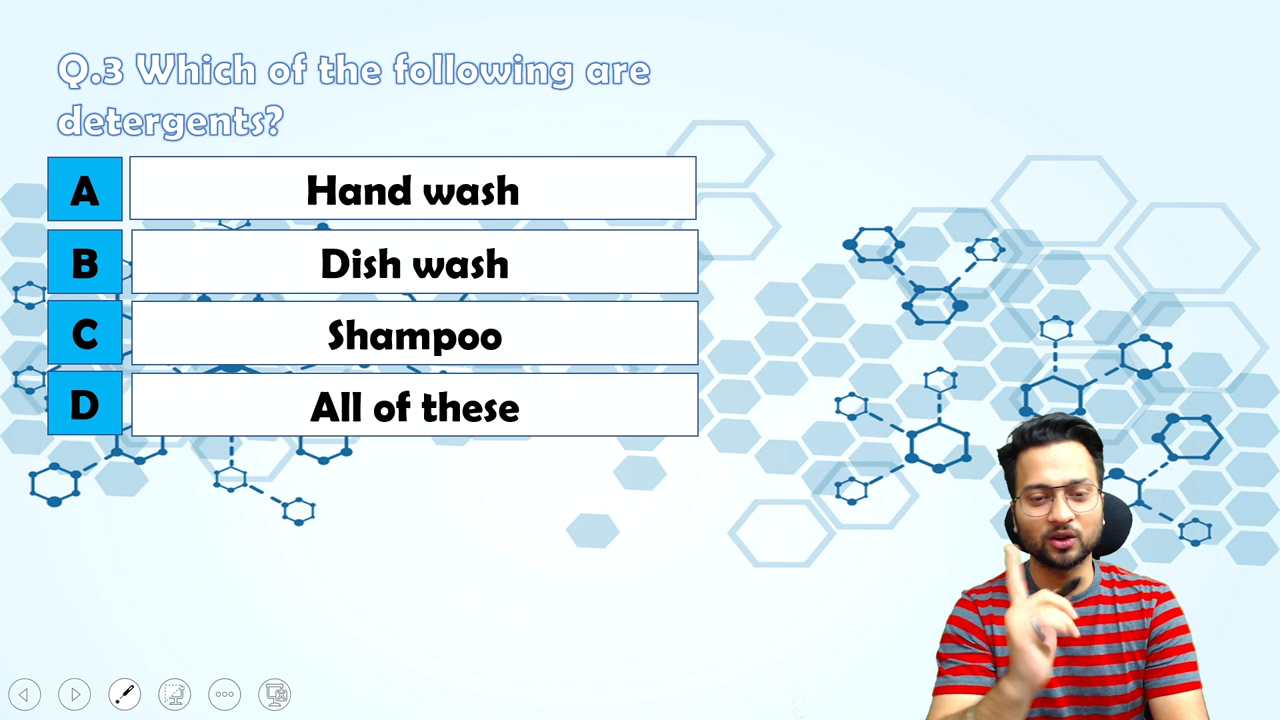 Q.3 Which of the following are
detergents?
A Hand wash
B Dish wash
C Shampoo
D All of these